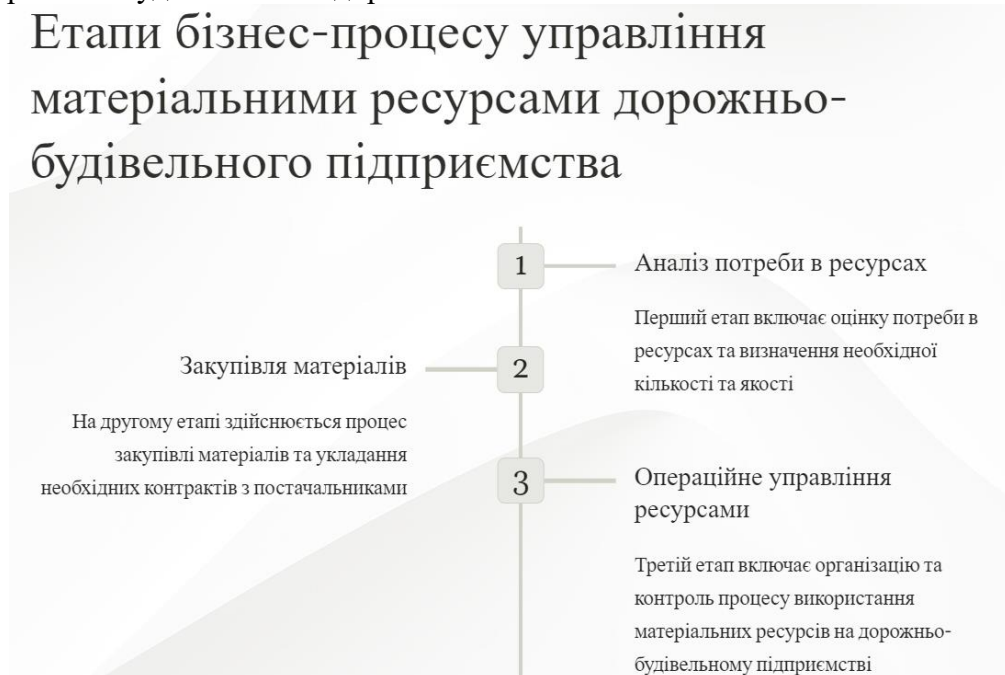 Етапи бізнес-процесу управління
матеріальними ресурсами дорожньо-
будівельного підприємства
1
Аналіз потреби в ресурсах
Перший етап включає оцінку потреби в
ресурсах та визначення необхідної
кількості та якості
Закупівля матеріалів
2
На другому етапі здійснюється процес
закупівлі матеріалів та укладання
необхідних контрактів з постачальниками
3
Операційне управління
ресурсами
Третій етап включає організацію та
контроль процесу використання
матеріальних ресурсів на дорожньо-
будівельному підприємстві